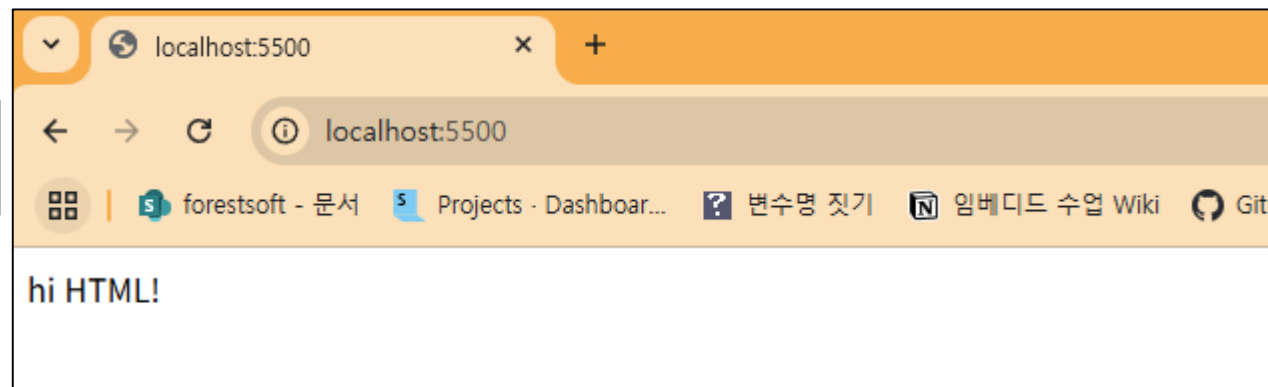 localhost:5500
localhost:5500
forestsoft - 문서 Projects · Dashboar... 변수명 짓기 임베디드 수업 Wiki Git
hi HTML!